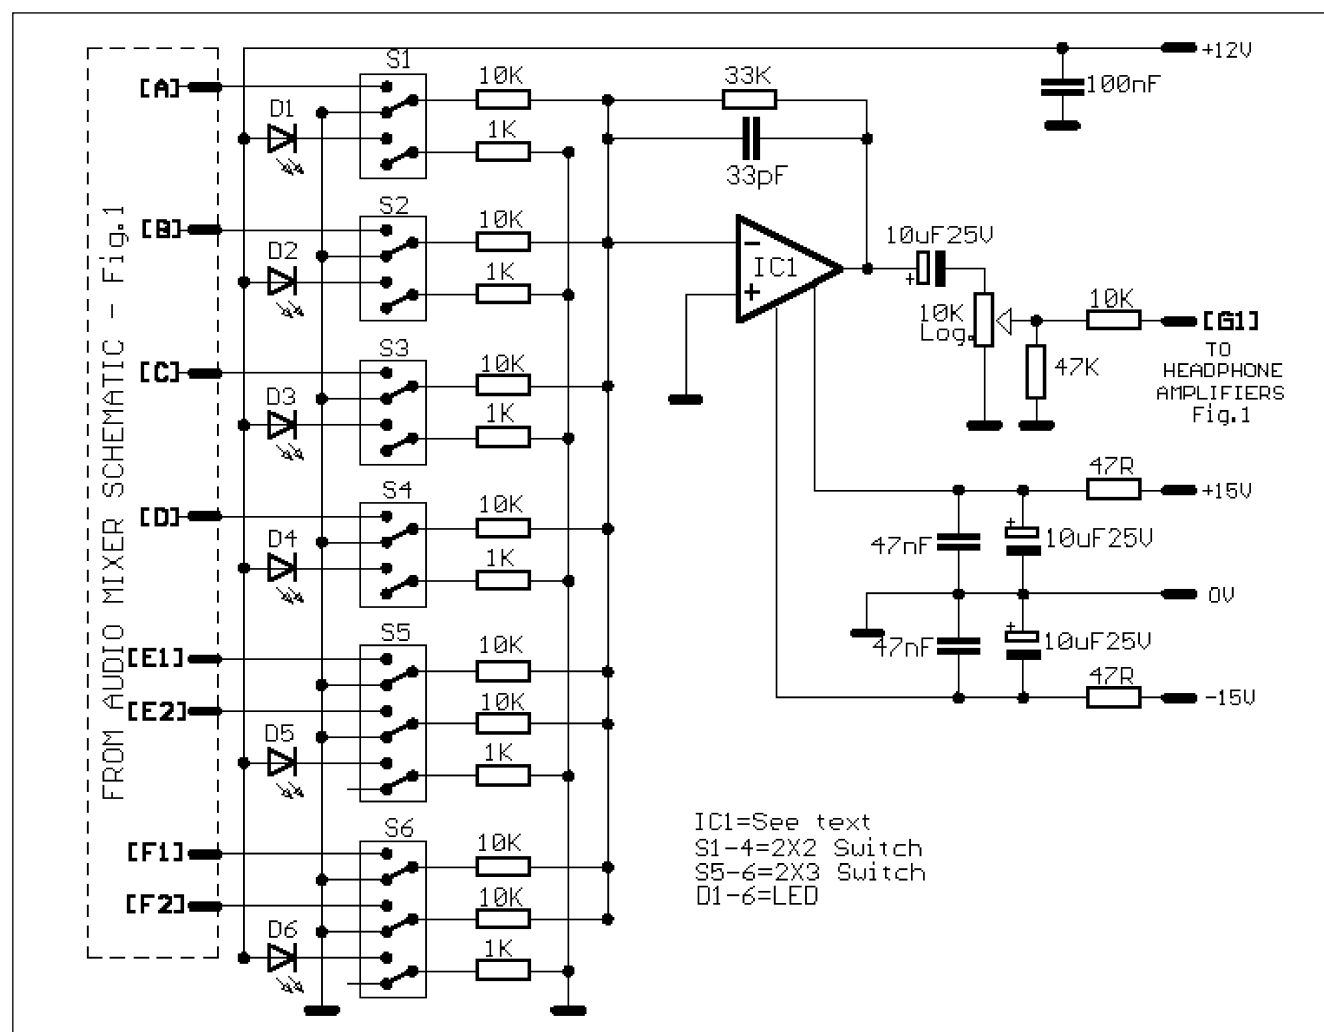 FROM AUDIO MIXER SCHEMATIC - Fig.1
[A]
[B]
[C]
[D]
[E1]
[E2]
[F1]
[F2]
D1
D2
D3
D4
D5
D6
S1
10K
1K
S2
10K
1K
S3
10K
1K
S4
10K
1K
S5
10K
10K
1K
S6
10K
10K
1K
33K
33pF
+12V
100nF
IC1
-
+
10uF25V
+
10K
Log.
47K
10K
[G1]
TO
HEADPHONE
AMPLIFIERS
Fig.1
47R
+15V
47nF
+
10uF25V
0V
47nF
+
10uF25V
47R
-15V
IC1=See text
S1-4=2X2 Switch
S5-6=2X3 Switch
D1-6=LED